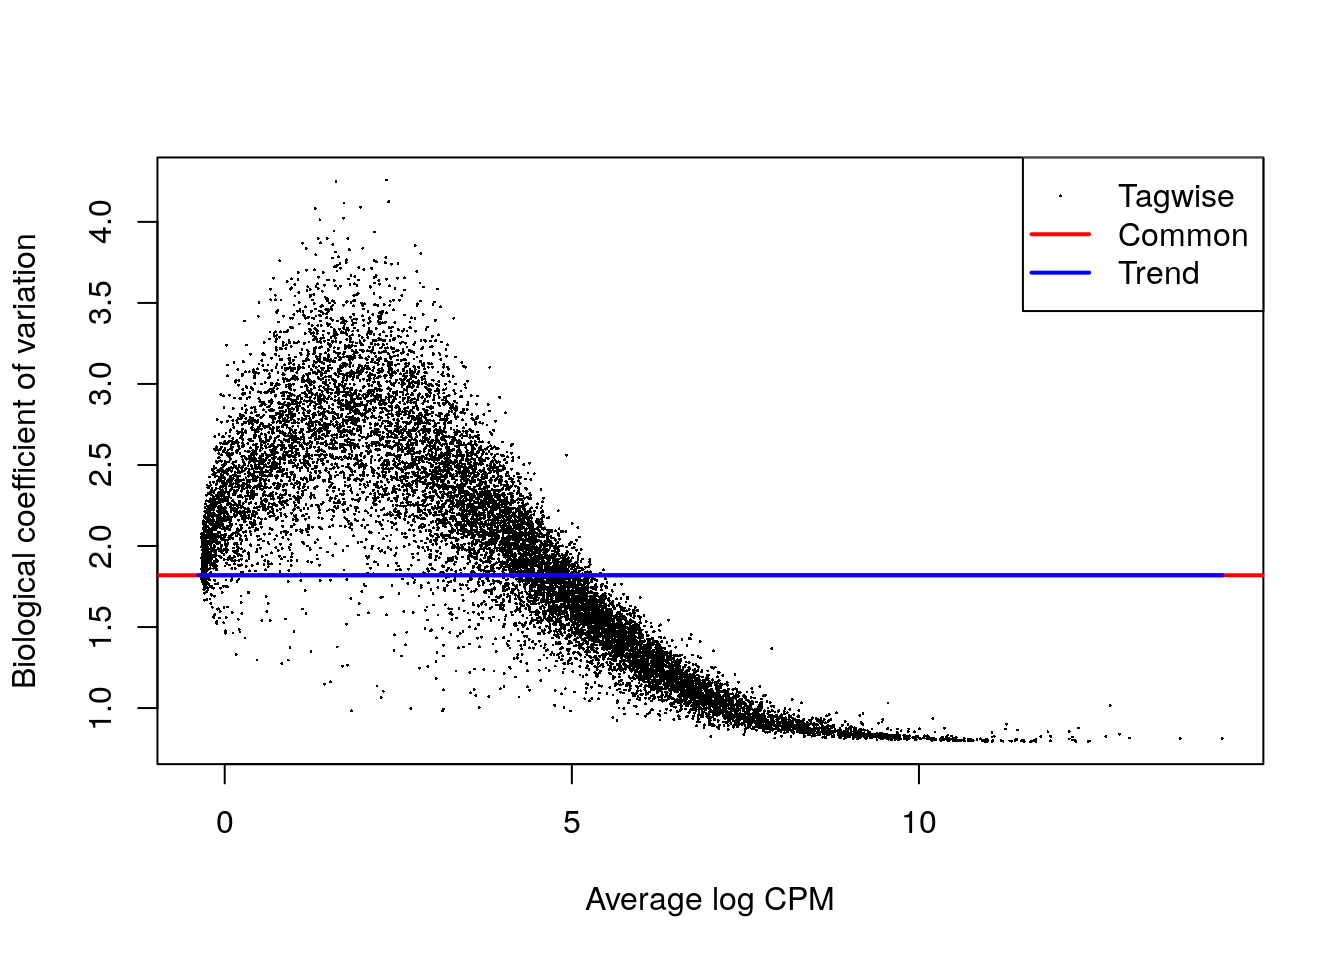 Tagwise
Common
Trend
Biological coefficient of variation
4.0
3.5
3.0
2.5
2.0
1.5
1.0
0 5 10
Average log CPM